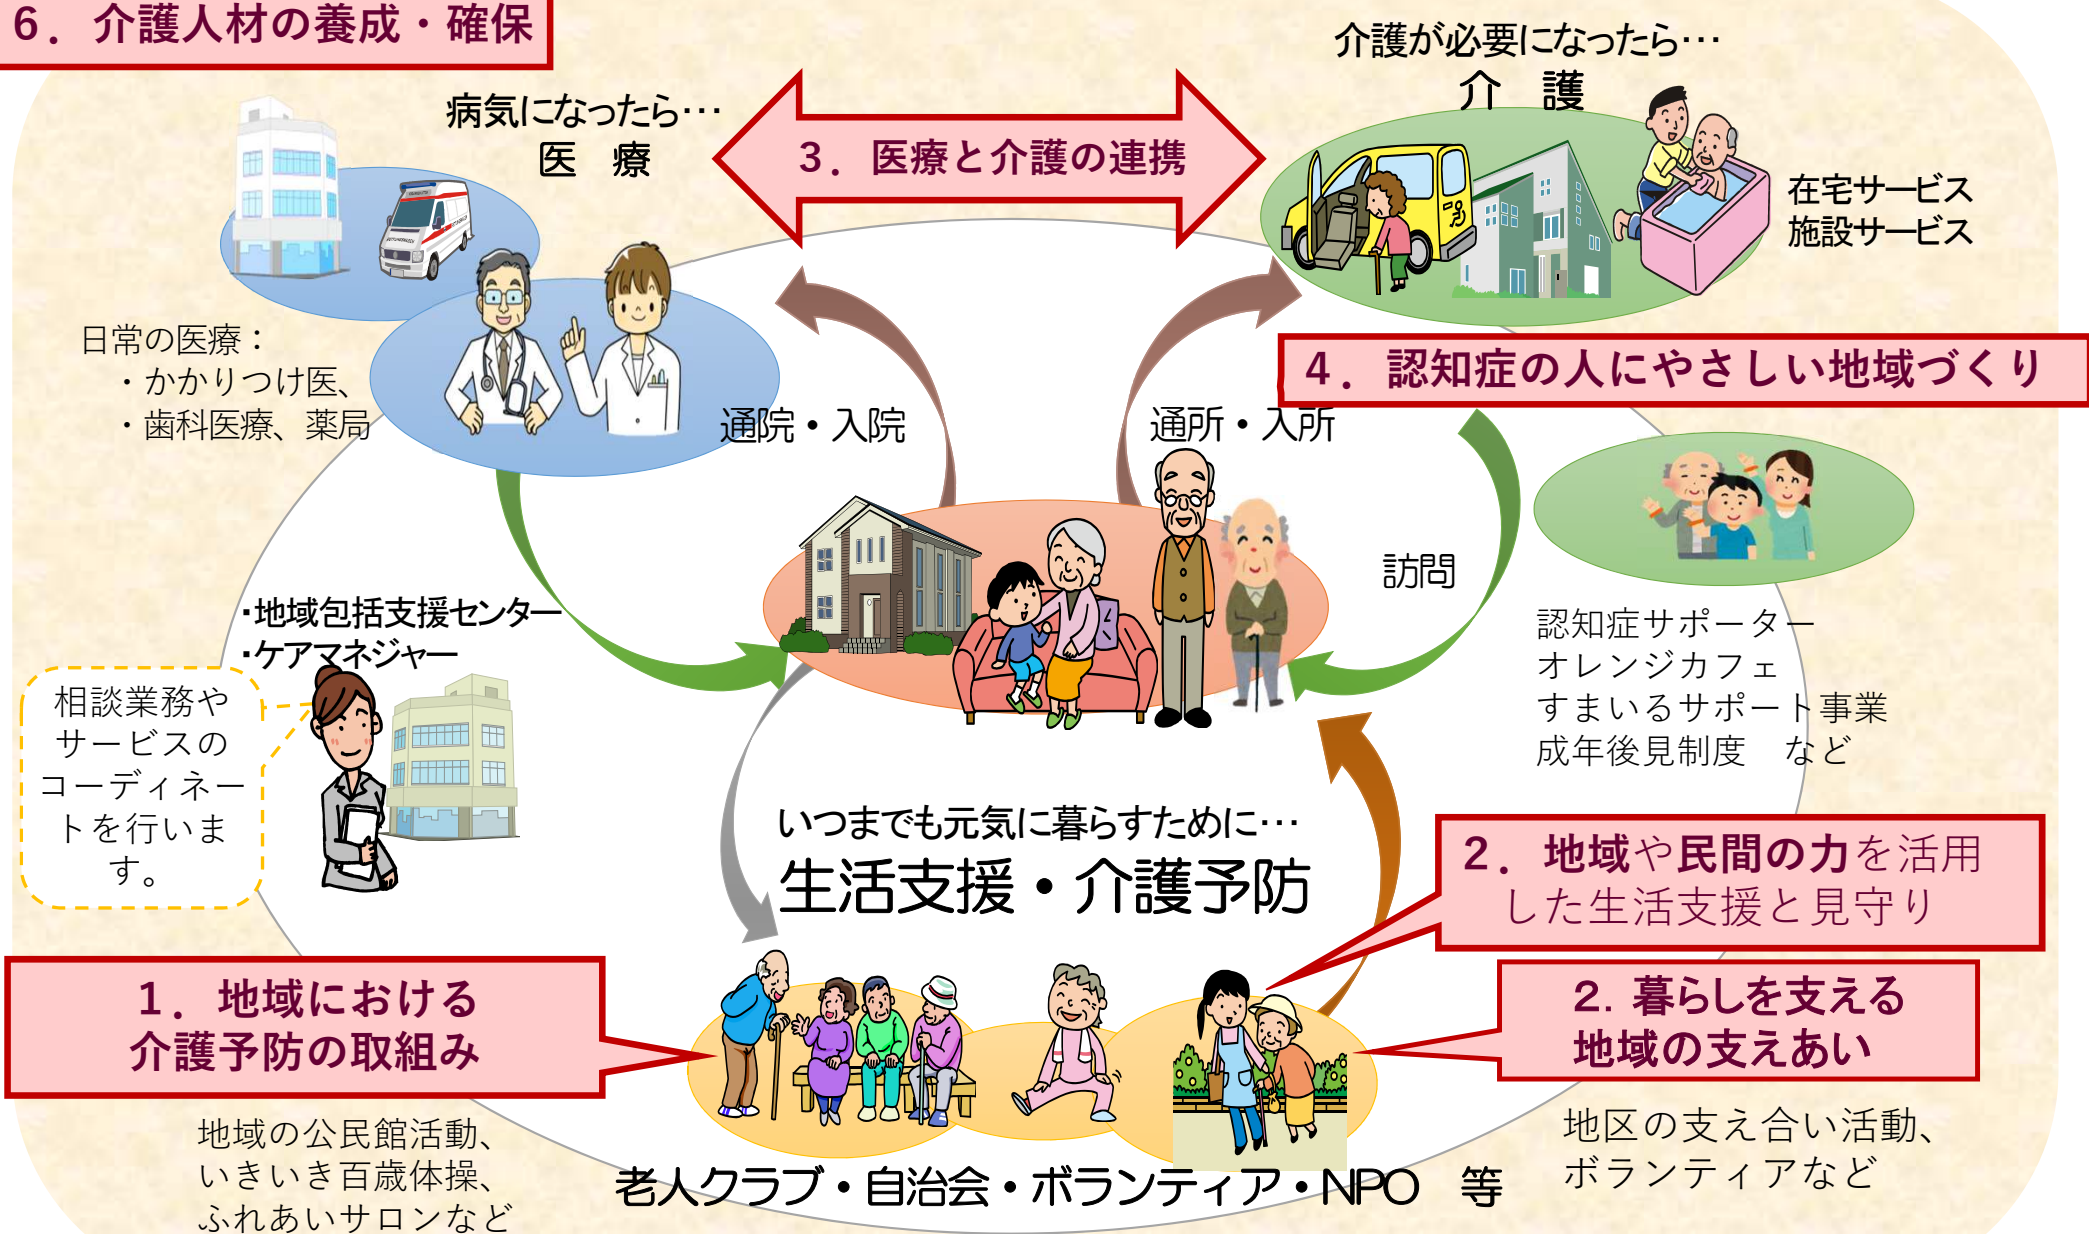 6．介護人材の養成・確保
介護が必要になったら…
介　護
病気になったら…
医　療
3．医療と介護の連携
在宅サービス
施設サービス
日常の医療：
・かかりつけ医、
・歯科医療、薬局
4．認知症の人にやさしい地域づくり
通院・入院
通所・入所
訪問
・地域包括支援センター
・ケアマネジャー
相談業務や
サービスの
コーディネー
トを行いま
す。
認知症サポーター
オレンジカフェ
すまいるサポート事業
成年後見制度　など
いつまでも元気に暮らすために…
生活支援・介護予防
2．地域や民間の力を活用
した生活支援と見守り
1．地域における
介護予防の取組み
2. 暮らしを支える
地域の支えあい
地域の公民館活動、
いきいき百歳体操、
ふれあいサロンなど
老人クラブ・自治会・ボランティア・NPO　等
地区の支え合い活動、
ボランティアなど